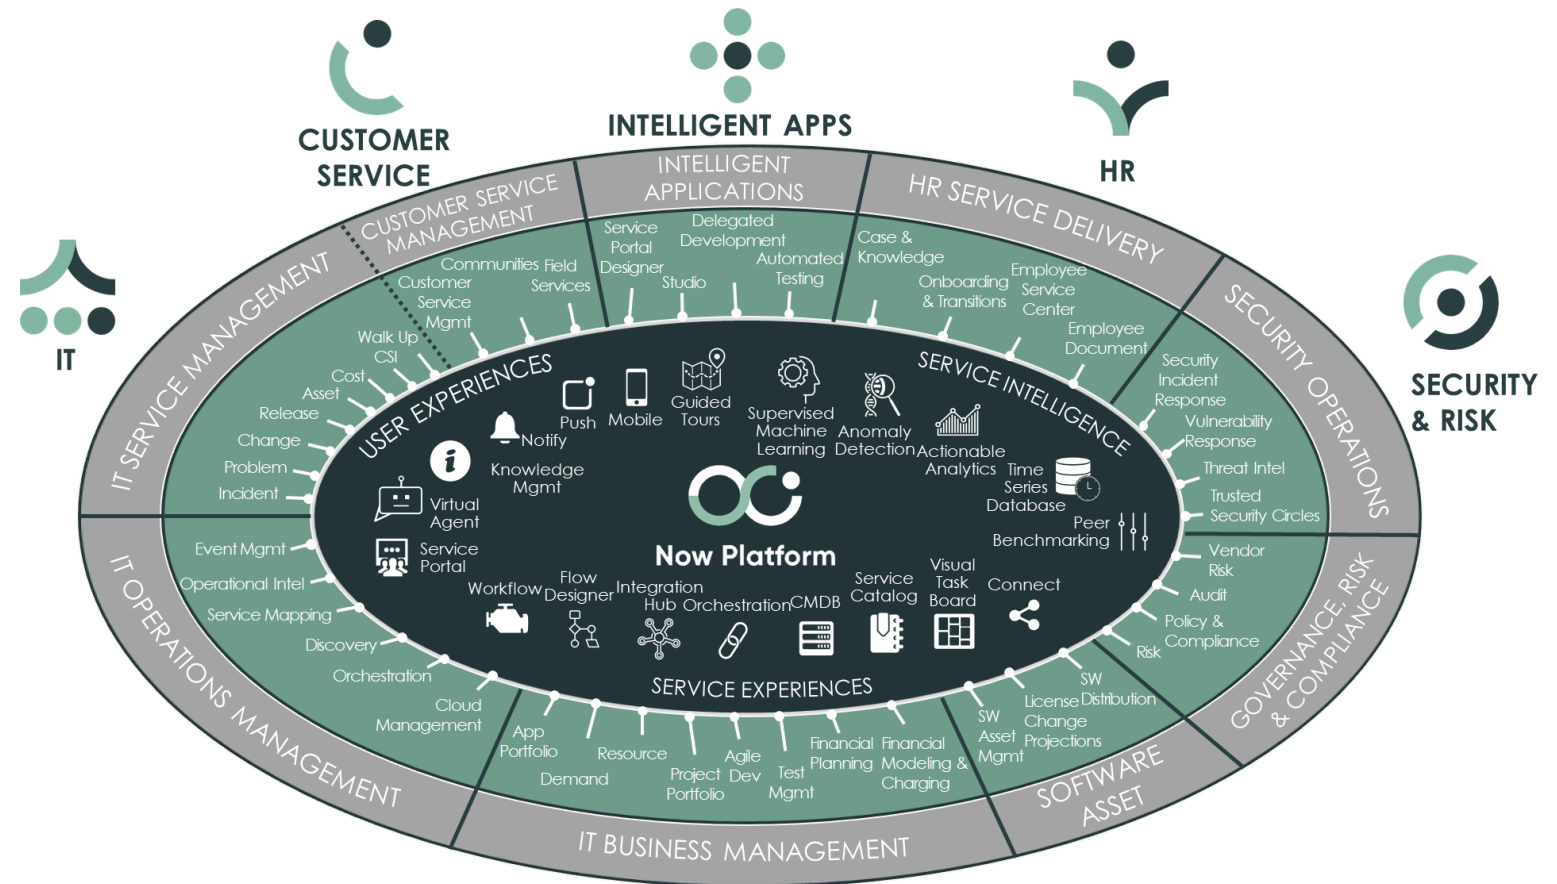 CUSTOMER
SERVICE
INTELLIGENT APPS
HR
IT
SECURITY
& RISK
IT SERVICE MANAGEMENT
CUSTOMER SERVICE
MANAGEMENT
INTELLIGENT
APPLICATIONS
HR SERVICE DELIVERY
SECURITY OPERATIONS
GOVERNANCE, RISK
& COMPLIANCE
SOFTWARE
ASSET
IT BUSINESS MANAGEMENT
IT OPERATIONS MANAGEMENT
Walk Up
CSI
Cost
Asset
Release
Change
Problem
Incident
Customer
Service
Mgmt
Communities
Field
Services
Service
Portal
Designer
Studio
Delegated
Development
Automated
Testing
Case &
Knowledge
Onboarding
& Transitions
Employee
Service
Center
Employee
Document
Security
Incident
Response
Vulnerability
Response
Threat Intel
Trusted
Security Circles
Vendor
Risk
Audit
Policy &
Compliance
Risk
SW
Distribution
License
Change
Projections
SW
Asset
Mgmt
Financial
Modeling &
Charging
Financial
Planning
Test
Mgmt
Agile
Dev
Project
Portfolio
Resource
Demand
App
Portfolio
Cloud
Management
Orchestration
Discovery
Service Mapping
Operational Intel
Event Mgmt
USER EXPERIENCES
SERVICE INTELLIGENCE
SERVICE EXPERIENCES
Service
Portal
Virtual
Agent
i
Knowledge
Mgmt
Notify
Push
Mobile
Guided
Tours
Supervised
Machine
Learning
Anomaly
Detection
Actionable
Analytics
Time
Series
Database
Peer
Benchmarking
Now Platform
Workflow
Flow
Designer
Integration
Hub
Orchestration
CMDB
Service
Catalog
Visual
Task
Board
Connect